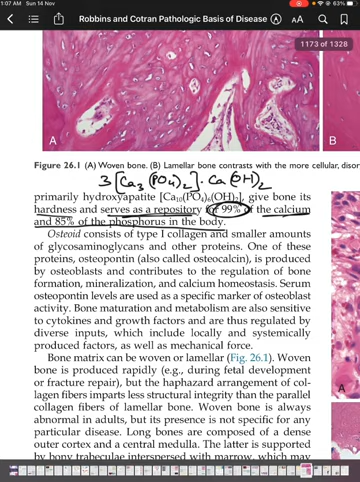 1:07 AM Sun 14 Nov
63%
Robbins and Cotran Pathologic Basis of Disease
AA
1173 of 1328
A
B
Figure 26.1 (A) Woven bone. (B) Lamellar bone contrasts with the more cellular, disor
3[Ca3(PO4)2].Ca(OH)2
primarily hydroxyapatite [Ca10(PO4)6(OH)2], give bone its
hardness and serves as a repository for 99% of the calcium
and 85% of the phosphorus in the body.
Osteoid consists of type I collagen and smaller amounts
of glycosaminoglycans and other proteins. One of these
proteins, osteopontin (also called osteocalcin), is produced
by osteoblasts and contributes to the regulation of bone
formation, mineralization, and calcium homeostasis. Serum
osteopontin levels are used as a specific marker of osteoblast
activity. Bone maturation and metabolism are also sensitive
to cytokines and growth factors and are thus regulated by
diverse inputs, which include locally and systemically
produced factors, as well as mechanical force.
Bone matrix can be woven or lamellar (Fig. 26.1). Woven
bone is produced rapidly (e.g., during fetal development
or fracture repair), but the haphazard arrangement of col-
lagen fibers imparts less structural integrity than the parallel
collagen fibers of lamellar bone. Woven bone is always
abnormal in adults, but its presence is not specific for any
particular disease. Long bones are composed of a dense
outer cortex and a central medulla. The latter is supported
by bony trabeculae interspersed with marrow, which may
A